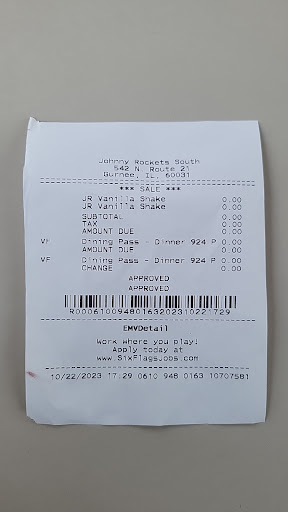 Johnny Rockets South
542 N. Route 21
Gurnee, IL, 60031
*** SALE ***
JR Vanilla Shake 0.00
JR Vanilla Shake 0.00
SUBTOTAL 0.00
TAX 0.00
AMOUNT DUE 0.00
VF Dining Pass - Dinner 924 P 0.00
AMOUNT DUE 0.00
VF Dining Pass - Dinner 924 P 0.00
CHANGE 0.00
APPROVED
APPROVED
R00061009480163202310221729
EMVDetail
Work where you play!
Apply today at
www.SixFlagsJobs.com
10/22/2023 17:29 0610 948 0163 10707581